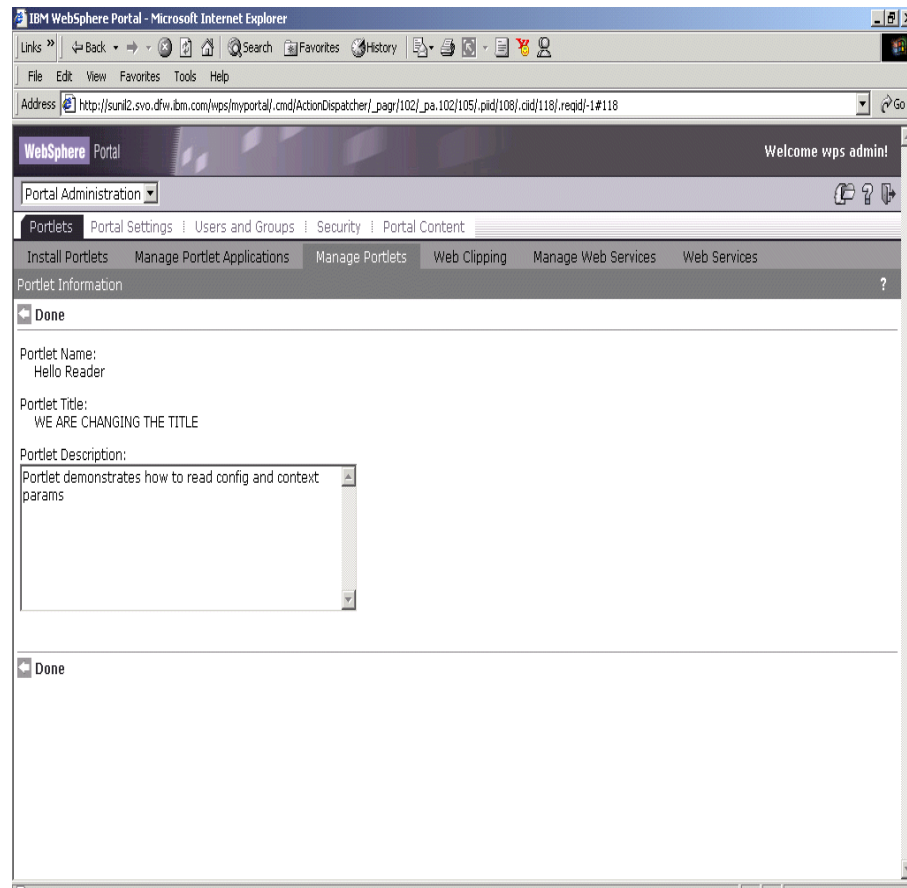 IBM WebSphere Portal - Microsoft Internet Explorer
Links » Back Search Favorites History
File Edit View Favorites Tools Help
Address http://sunil2.svo.dfw.ibm.com/wps/myportal/.cmd/ActionDispatcher/_pagr/102/_pa.102/105/.piid/108/.ciid/118/.reqid/-1#118 Go
WebSphere Portal Welcome wps admin!
Portal Administration ?
Portlets Portal Settings Users and Groups Security Portal Content
Install Portlets Manage Portlet Applications Manage Portlets Web Clipping Manage Web Services Web Services
Portlet Information ?
Done
Portlet Name:
Hello Reader
Portlet Title:
WE ARE CHANGING THE TITLE
Portlet Description:
Portlet demonstrates how to read config and context
params
Done